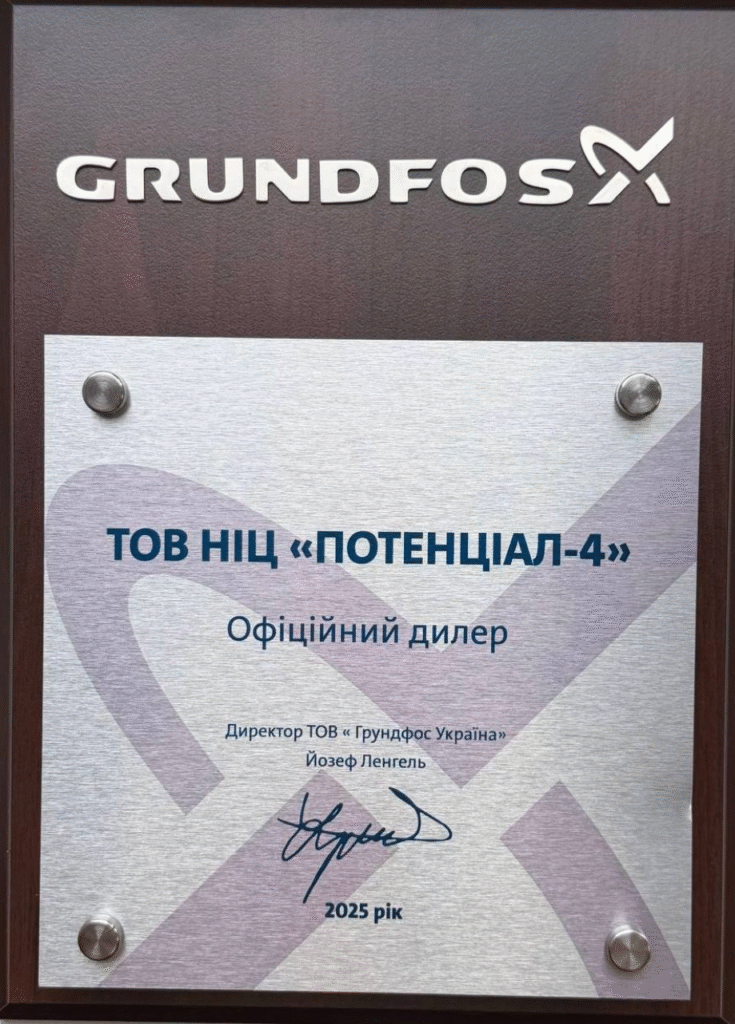 GRUNDFOS
ТОВ НІЦ «ПОТЕНЦІАЛ-4»
Офіційний дилер
Директор ТОВ « Грундфос Україна»
Йозеф Ленгель
2025 рік